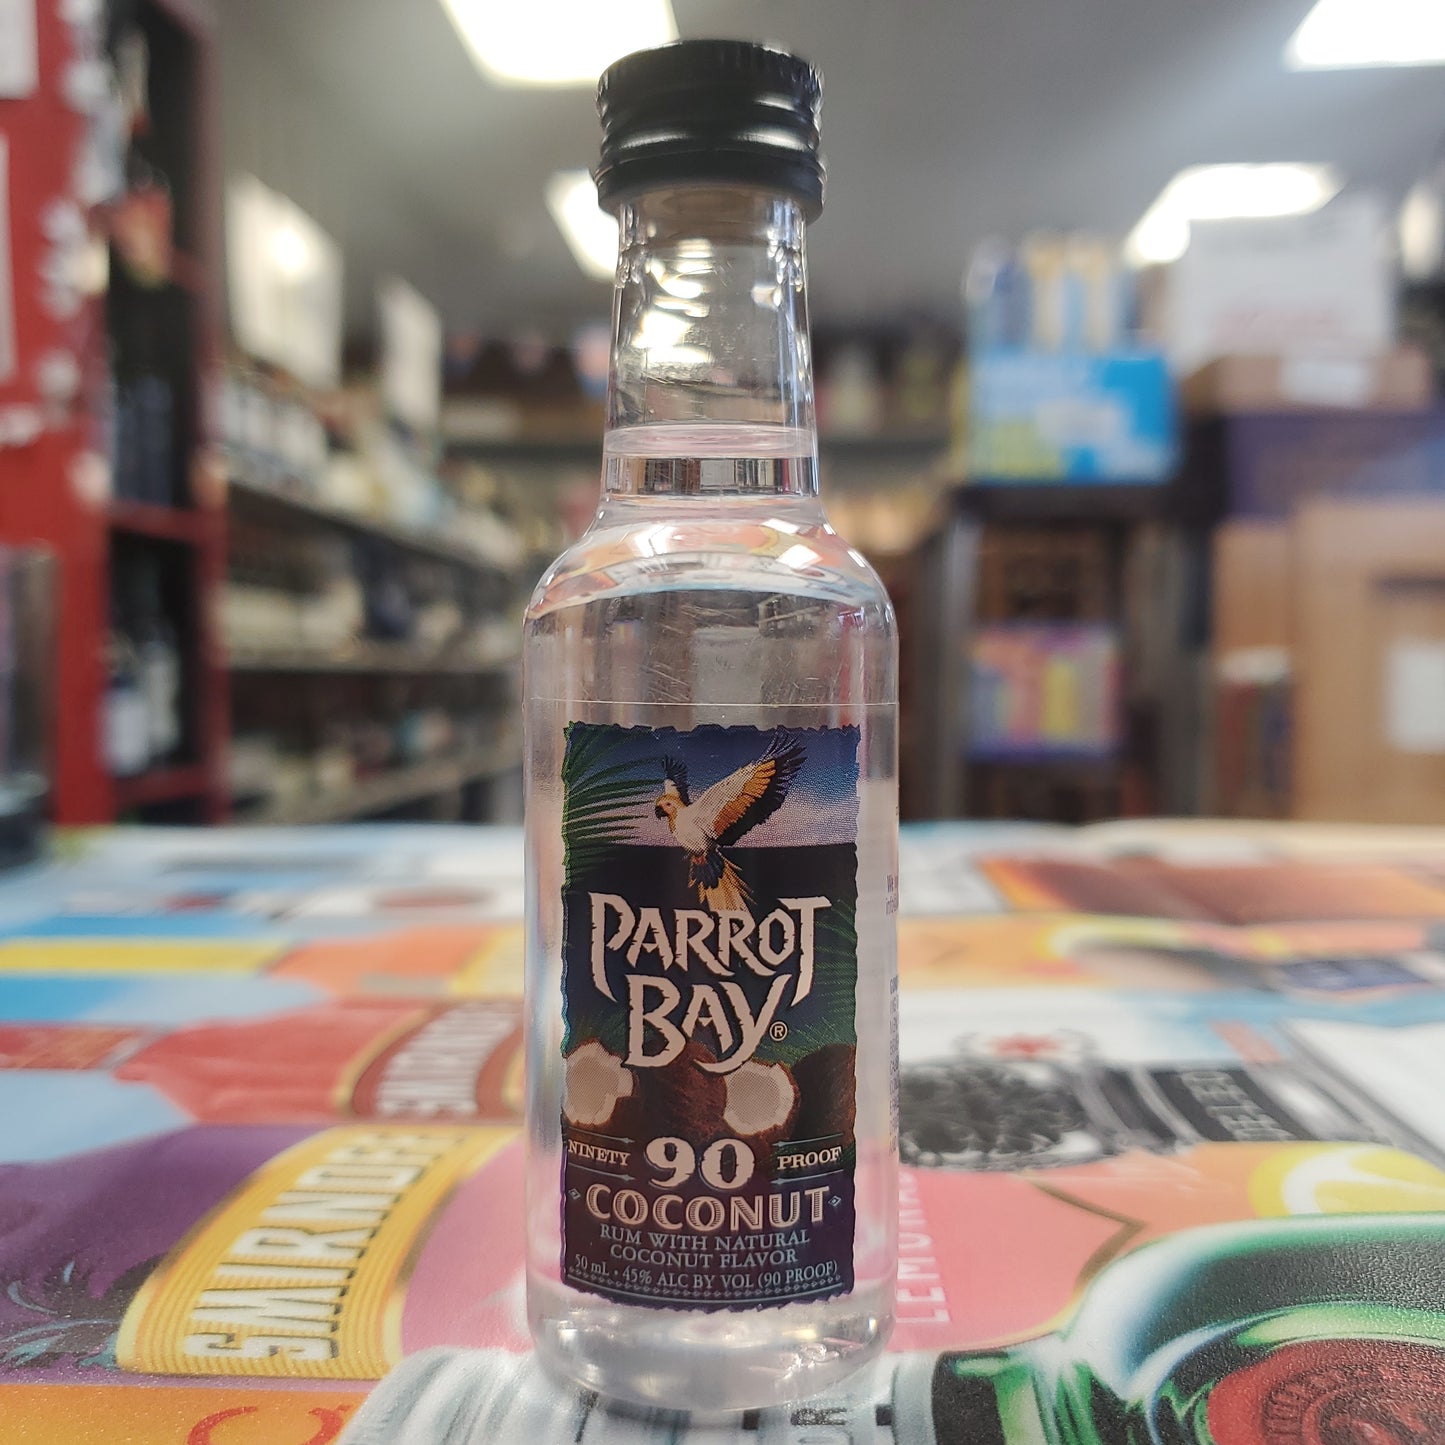 PARROT
BAY®
NINETY 90 PROOF
COCONUT
RUM WITH NATURAL
COCONUT FLAVOR
50 mL • 45% ALC BY VOL (90 PROOF)
SMIRNOFF
SMIRNOFF